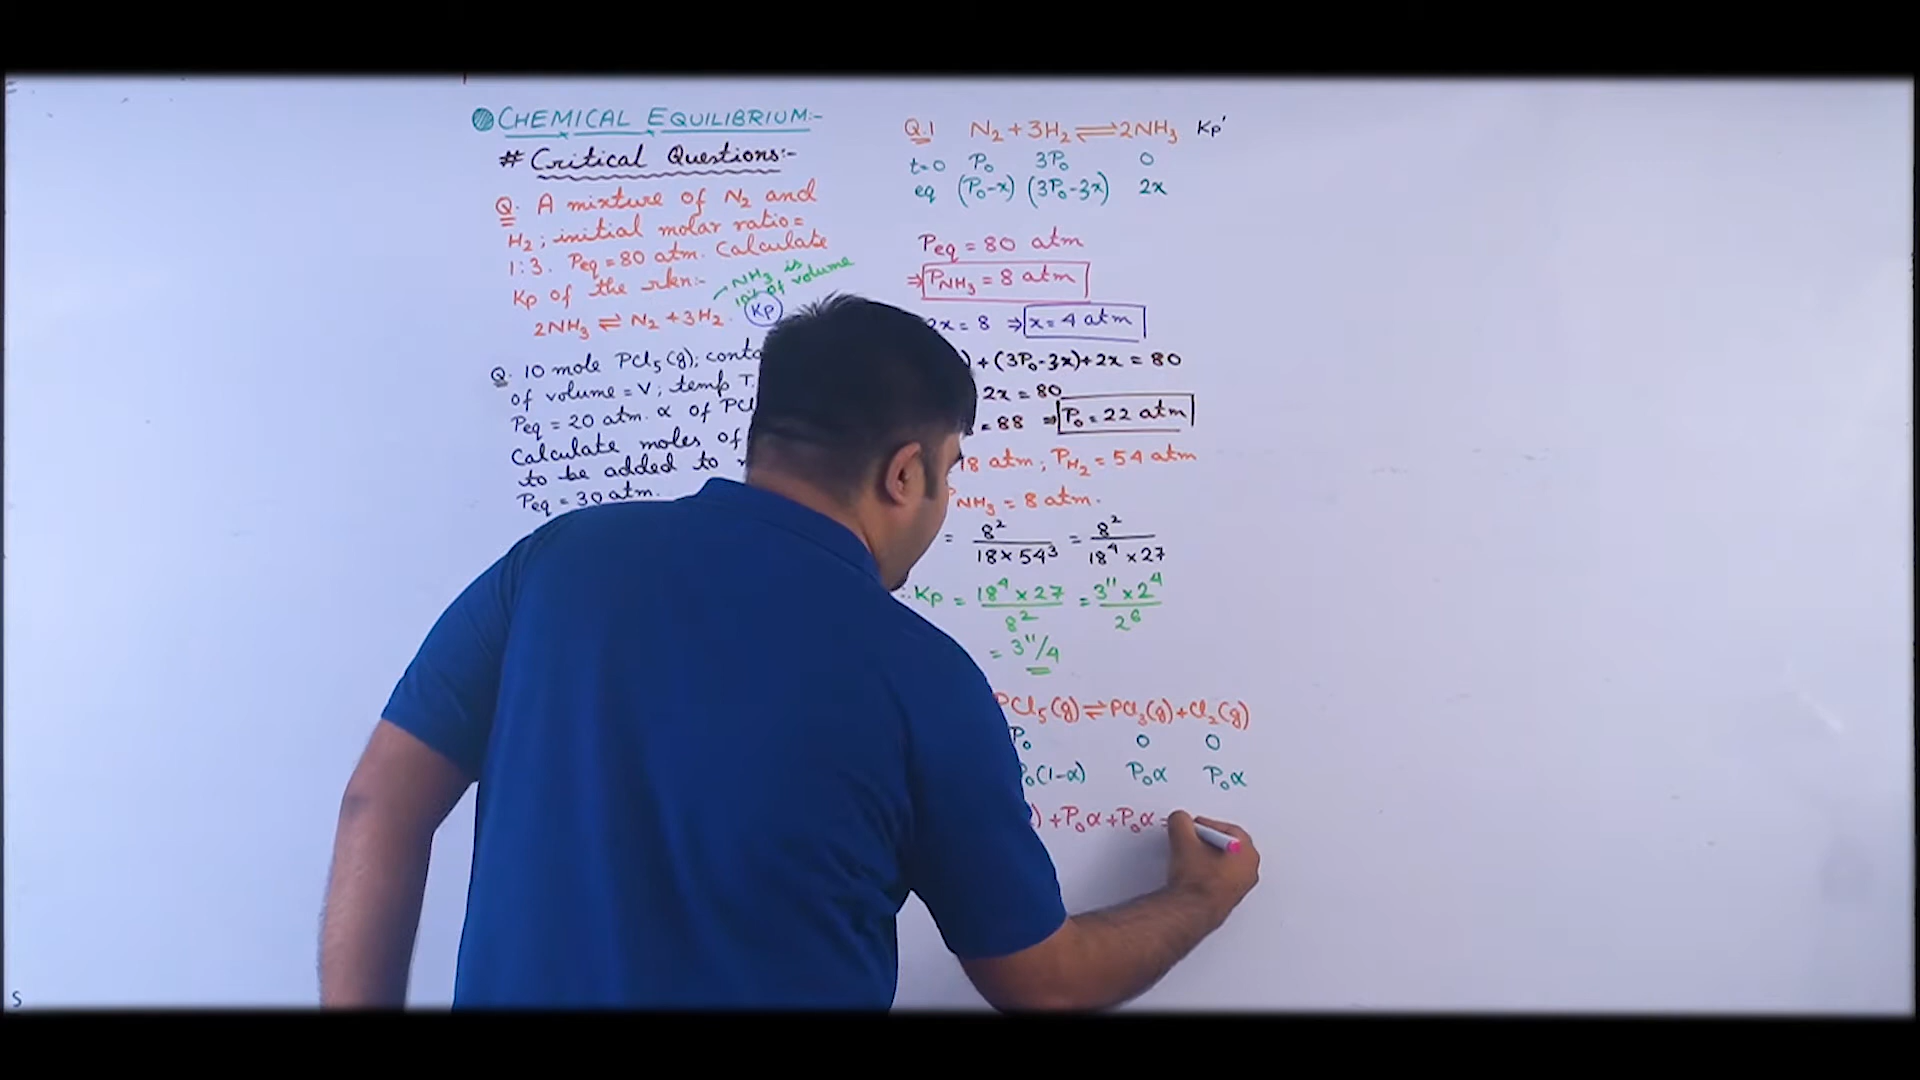 CHEMICAL EQUILIBRIUM:-
# Critical Questions:-
Q. A mixture of N₂ and
H₂; initial molar ratio =
1:3. Peq = 80 atm. Calculate
Kp of the rkn:-
NH₃ is
10% of volume
2NH₃ ⇌ N₂ + 3H₂. Kp
Q. 10 mole PCl₅(g);
of volume = V; temp T.
Peq = 20 atm. α of
Calculate moles of
to be added to
Peq = 30 atm.
Q.1 N₂ + 3H₂ ⇌ 2NH₃ Kp'
t=0 P₀ 3P₀ 0
eq (P₀-x) (3P₀-3x) 2x
Peq = 80 atm
⇒ P_NH₃ = 8 atm
2x = 8 ⇒ x = 4 atm
+ (3P₀-3x) + 2x = 80
2x = 80
= 88 ⇒ P₀ = 22 atm
18 atm; P_H₂ = 54 atm
NH₃ = 8 atm.
= 8²/18×54³ = 8²/18⁴×27
∴ Kp = 18⁴×27/8² = 3¹¹×2⁴/2⁶
= 3¹¹/4
PCl₅(g) ⇌ PCl₃(g) + Cl₂(g)
P₀ 0 0
P₀(1-α) P₀α P₀α
) + P₀α + P₀α =
S